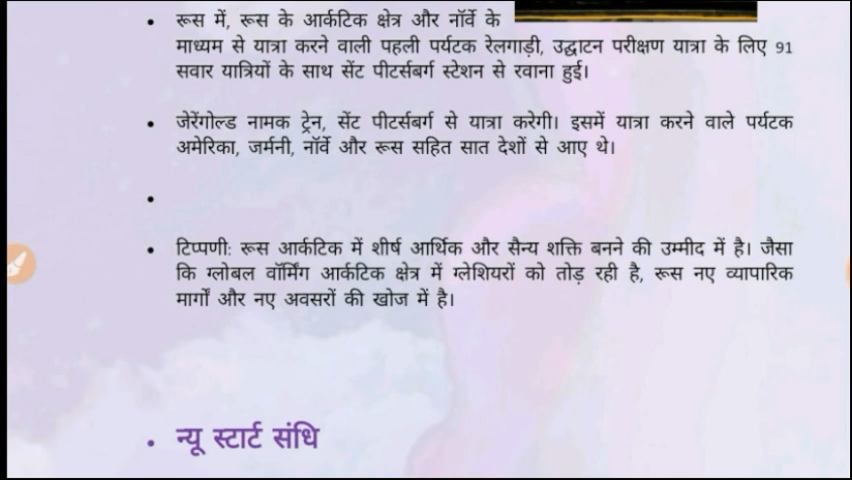 • रूस में, रूस के आर्कटिक क्षेत्र और नॉर्वे के
माध्यम से यात्रा करने वाली पहली पर्यटक रेलगाड़ी, उद्घाटन परीक्षण यात्रा के लिए 91
सवार यात्रियों के साथ सेंट पीटर्सबर्ग स्टेशन से रवाना हुई।
• जेरेंगोल्ड नामक ट्रेन, सेंट पीटर्सबर्ग से यात्रा करेगी। इसमें यात्रा करने वाले पर्यटक
अमेरिका, जर्मनी, नॉर्वे और रूस सहित सात देशों से आए थे।
•
• टिप्पणी: रूस आर्कटिक में शीर्ष आर्थिक और सैन्य शक्ति बनने की उम्मीद में है। जैसा
कि ग्लोबल वॉर्मिंग आर्कटिक क्षेत्र में ग्लेशियरों को तोड़ रही है, रूस नए व्यापारिक
मार्गों और नए अवसरों की खोज में है।
• न्यू स्टार्ट संधि